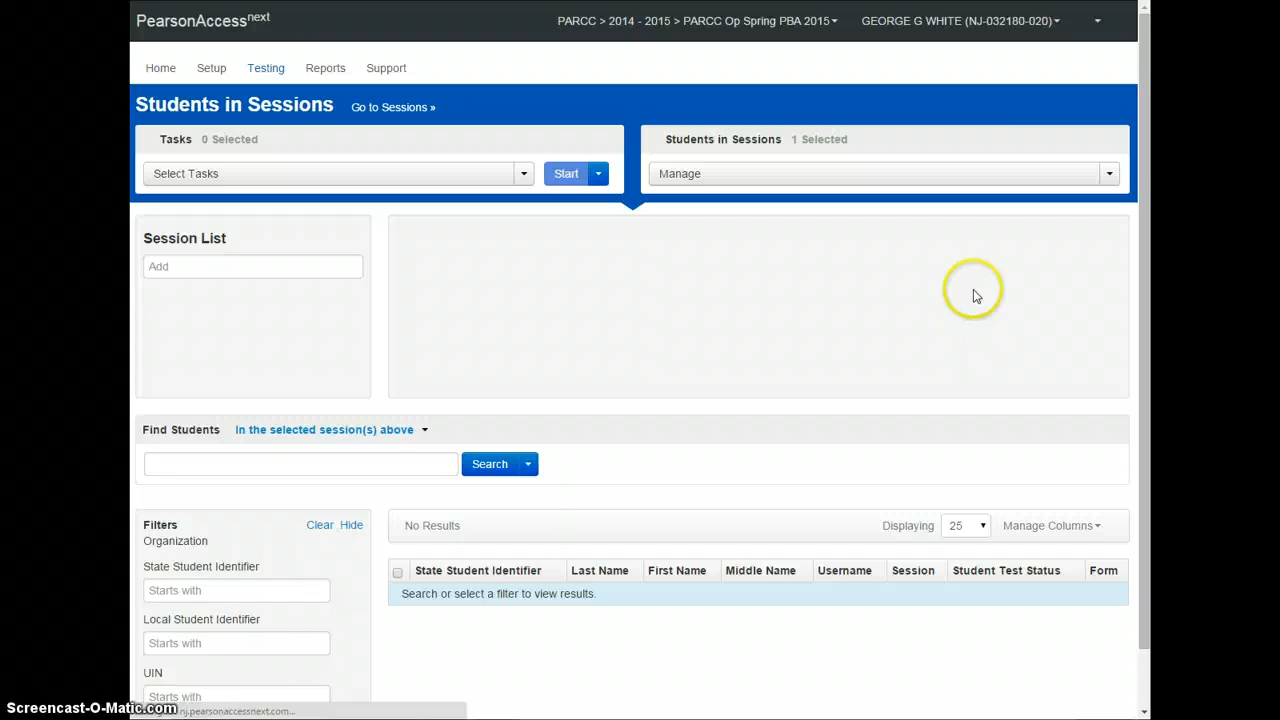 PearsonAccessnext
PARCC > 2014 - 2015 > PARCC Op Spring PBA 2015
GEORGE G WHITE (NJ-032180-020)
Home Setup Testing Reports Support
Students in Sessions Go to Sessions »
Tasks 0 Selected
Students in Sessions 1 Selected
Select Tasks Start
Manage
Session List
Add
Find Students In the selected session(s) above
Search
Filters Clear Hide
Organization
No Results Displaying 25 Manage Columns
State Student Identifier
Starts with
State Student Identifier Last Name First Name Middle Name Username Session Student Test Status Form
Search or select a filter to view results.
Local Student Identifier
Starts with
UIN
Starts with
Screencast-O-Matic.com
nj.pearsonaccessnext.com...